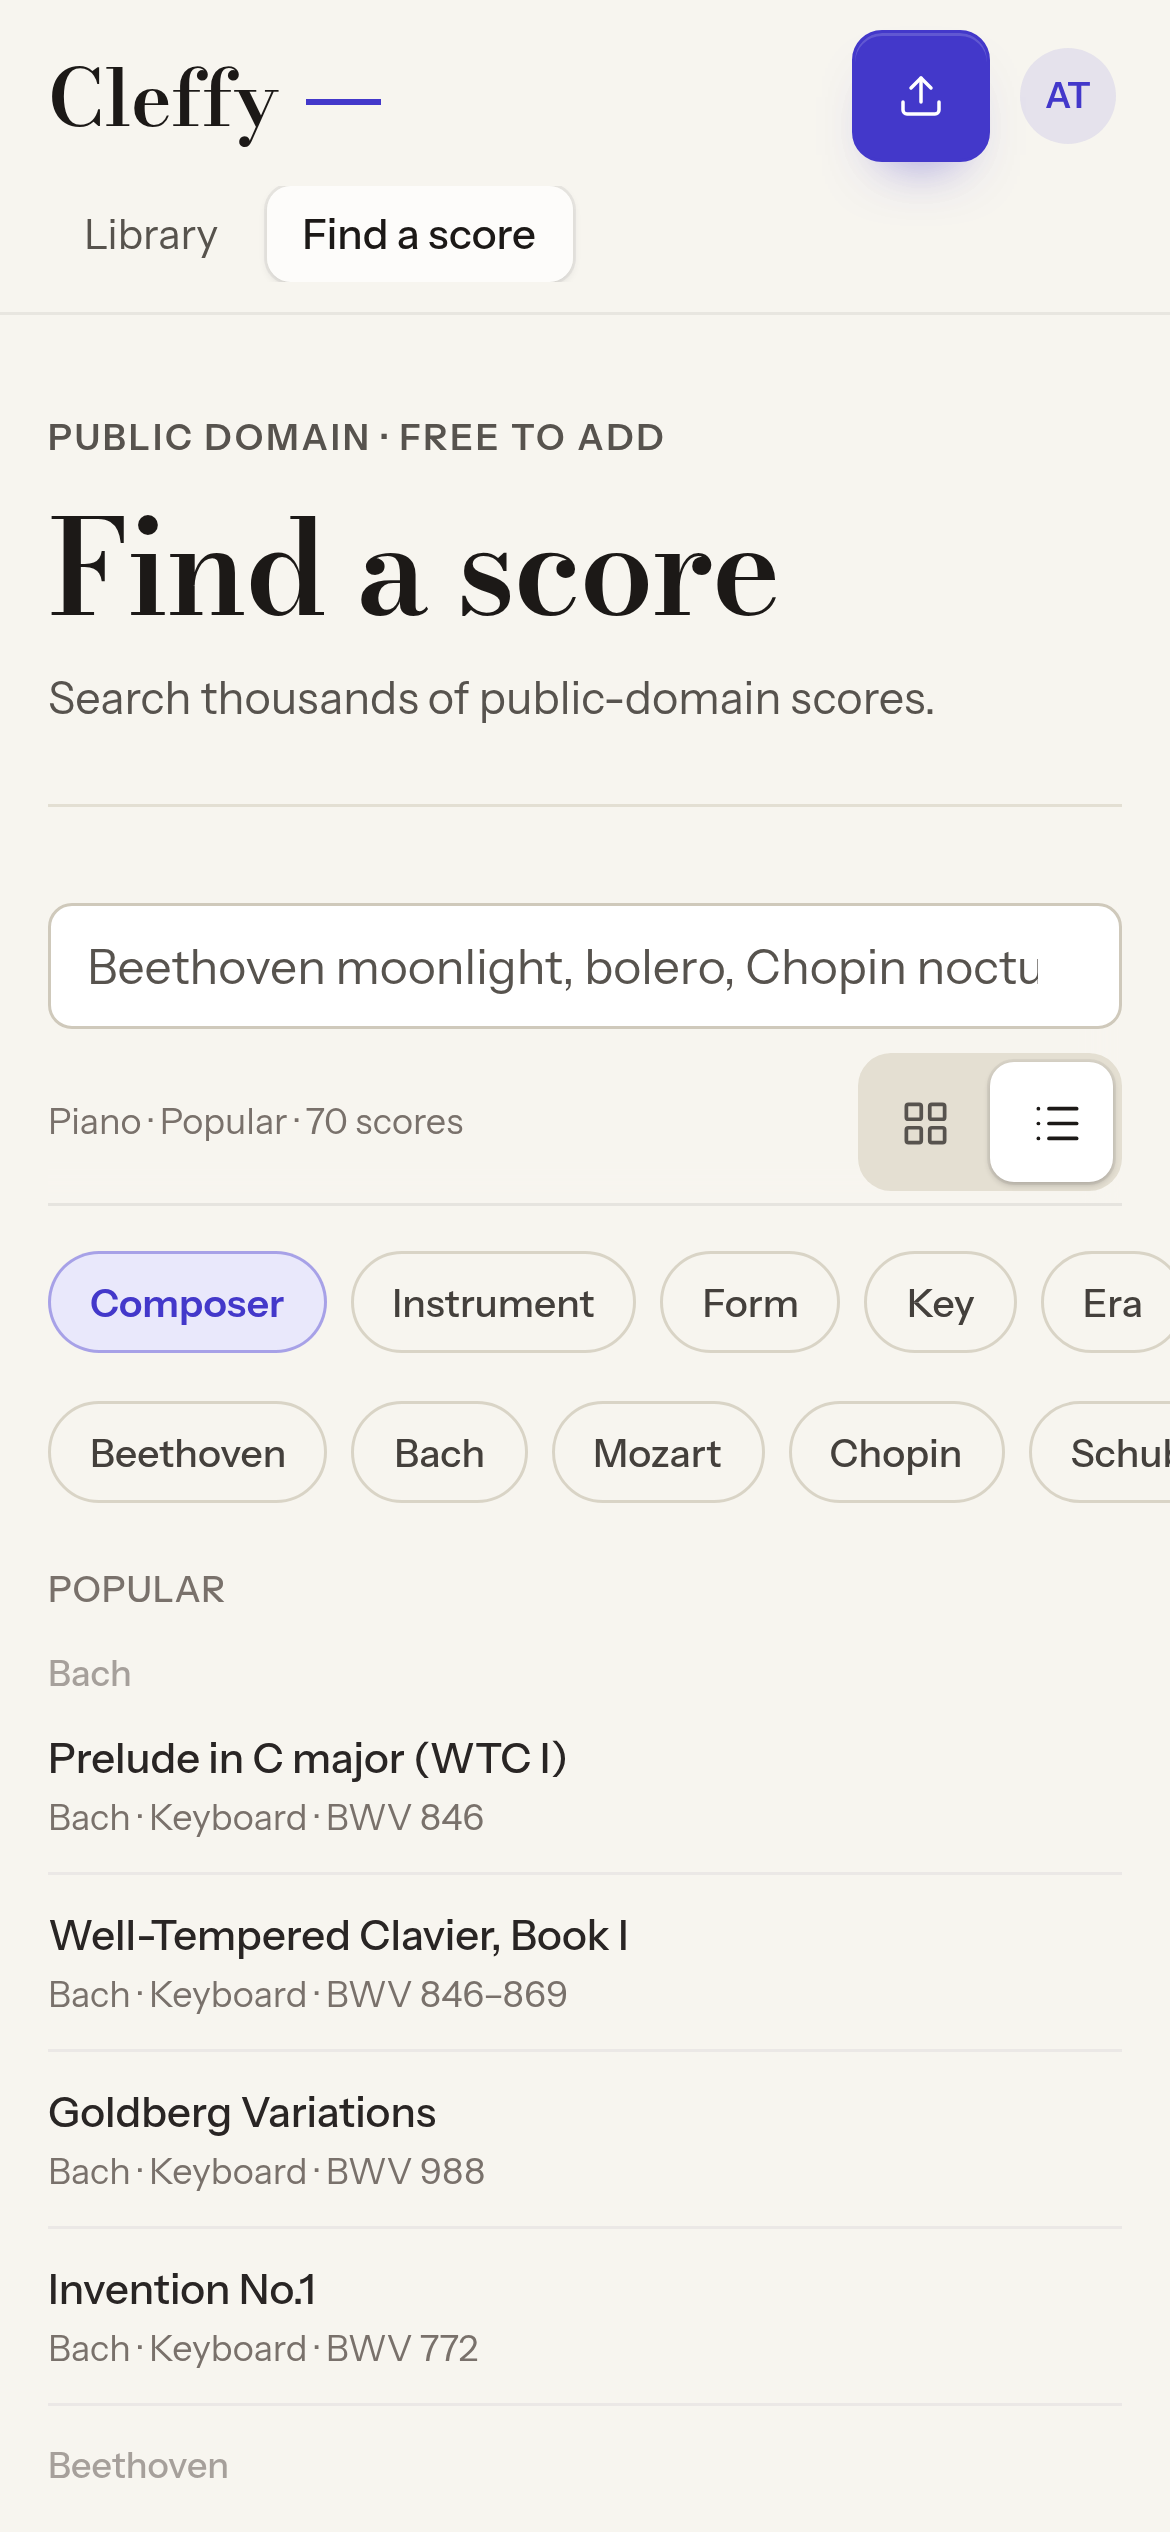 Cleffy
AT
Library
Find a score
PUBLIC DOMAIN · FREE TO ADD
Find a score
Search thousands of public-domain scores.
Beethoven moonlight, bolero, Chopin noctu
Piano · Popular · 70 scores
Composer
Instrument
Form
Key
Era
Beethoven
Bach
Mozart
Chopin
Schub
POPULAR
Bach
Prelude in C major (WTC I)
Bach · Keyboard · BWV 846
Well-Tempered Clavier, Book I
Bach · Keyboard · BWV 846–869
Goldberg Variations
Bach · Keyboard · BWV 988
Invention No.1
Bach · Keyboard · BWV 772
Beethoven